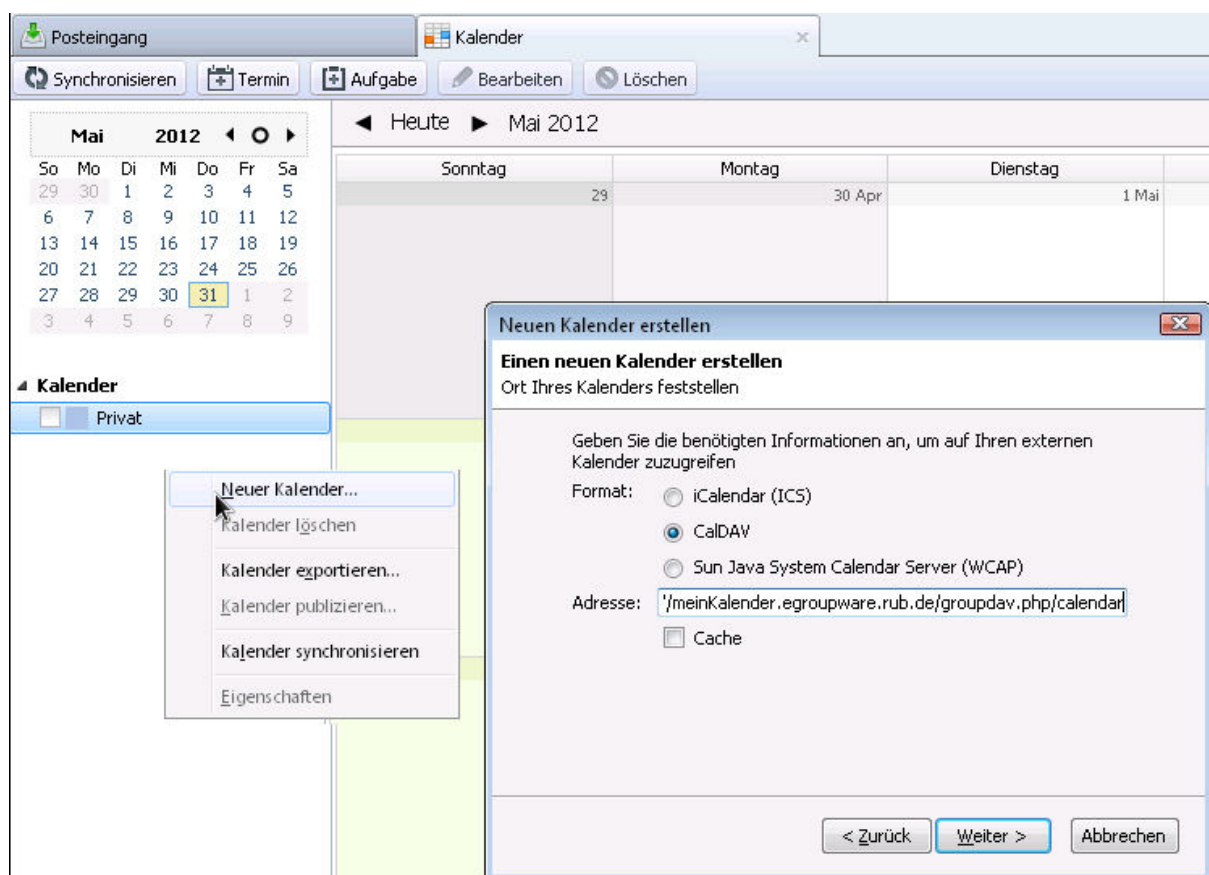 Posteingang
Kalender
Synchronisieren
Termin
Aufgabe
Bearbeiten
Löschen
Mai 2012
So Mo Di Mi Do Fr Sa
29 30 1 2 3 4 5
6 7 8 9 10 11 12
13 14 15 16 17 18 19
20 21 22 23 24 25 26
27 28 29 30 31 1 2
3 4 5 6 7 8 9
Kalender
Privat
Heute Mai 2012
Sonntag Montag Dienstag
29 30 Apr 1 Mai
Neuer Kalender...
Kalender löschen
Kalender exportieren...
Kalender publizieren...
Kalender synchronisieren
Eigenschaften
Neuen Kalender erstellen
Einen neuen Kalender erstellen
Ort Ihres Kalenders feststellen
Geben Sie die benötigten Informationen an, um auf Ihren externen
Kalender zuzugreifen
Format:
iCalendar (ICS)
CalDAV
Sun Java System Calendar Server (WCAP)
Adresse: '/meinKalender.egroupware.rub.de/groupdav.php/calendar
Cache
< Zurück
Weiter >
Abbrechen